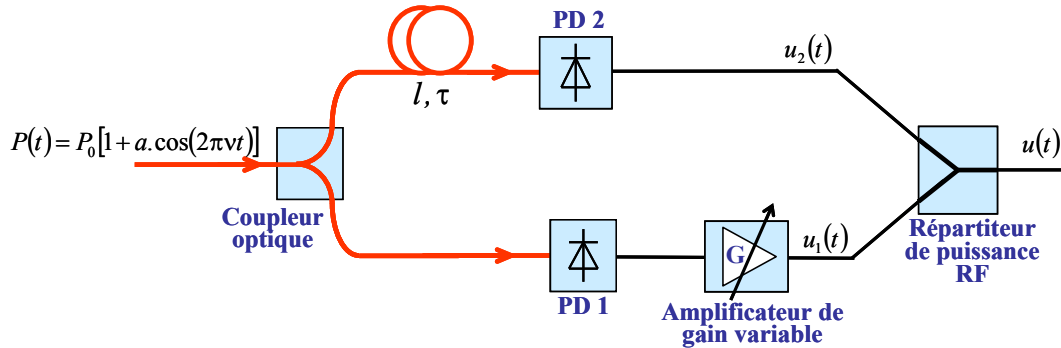 PD 2
u₂(t)
l, τ
P(t) = P₀[1 + a.cos(2πνt)]
u(t)
Coupleur
optique
Répartiteur
de puissance
RF
G
u₁(t)
PD 1
Amplificateur de
gain variable